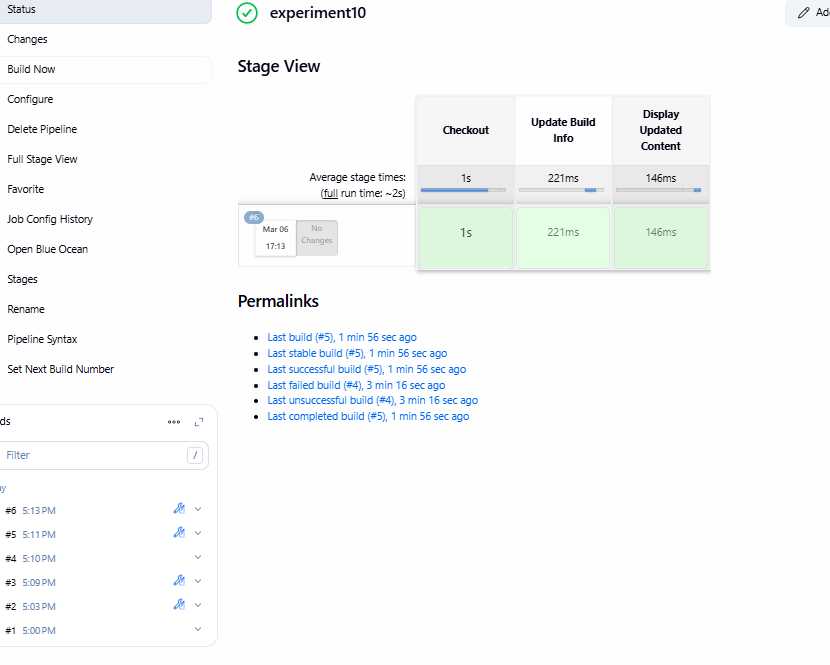 Status
Changes
Build Now
Configure
Delete Pipeline
Full Stage View
Favorite
Job Config History
Open Blue Ocean
Stages
Rename
Pipeline Syntax
Set Next Build Number
ds
Filter
/
ay
#6 5:13 PM
#5 5:11 PM
#4 5:10 PM
#3 5:09 PM
#2 5:03 PM
#1 5:00 PM
experiment10
Ad
Stage View
Checkout
Update Build
Info
Display
Updated
Content
Average stage times:
(full run time: ~2s)
1s
221ms
146ms
#6
Mar 06
17:13
No
Changes
1s
221ms
146ms
Permalinks
Last build (#5), 1 min 56 sec ago
Last stable build (#5), 1 min 56 sec ago
Last successful build (#5), 1 min 56 sec ago
Last failed build (#4), 3 min 16 sec ago
Last unsuccessful build (#4), 3 min 16 sec ago
Last completed build (#5), 1 min 56 sec ago